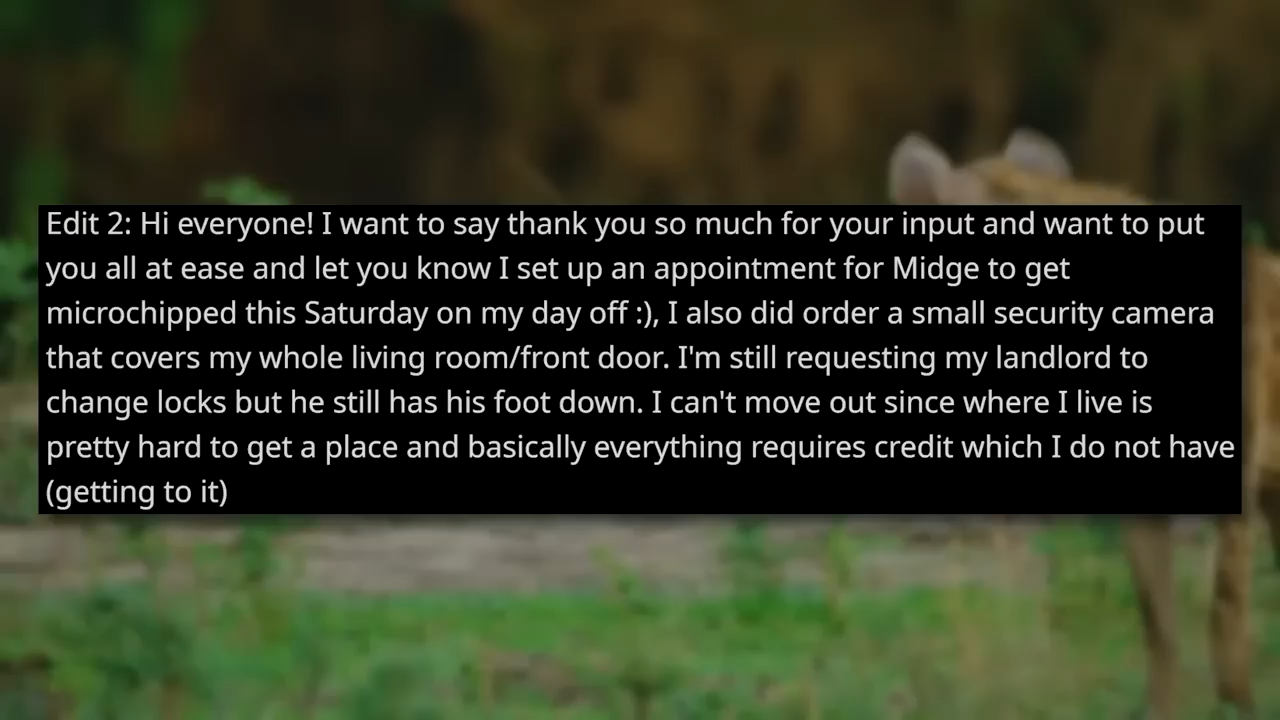 Edit 2: Hi everyone! I want to say thank you so much for your input and want to put
you all at ease and let you know I set up an appointment for Midge to get
microchipped this Saturday on my day off :), I also did order a small security camera
that covers my whole living room/front door. I'm still requesting my landlord to
change locks but he still has his foot down. I can't move out since where I live is
pretty hard to get a place and basically everything requires credit which I do not have
(getting to it)